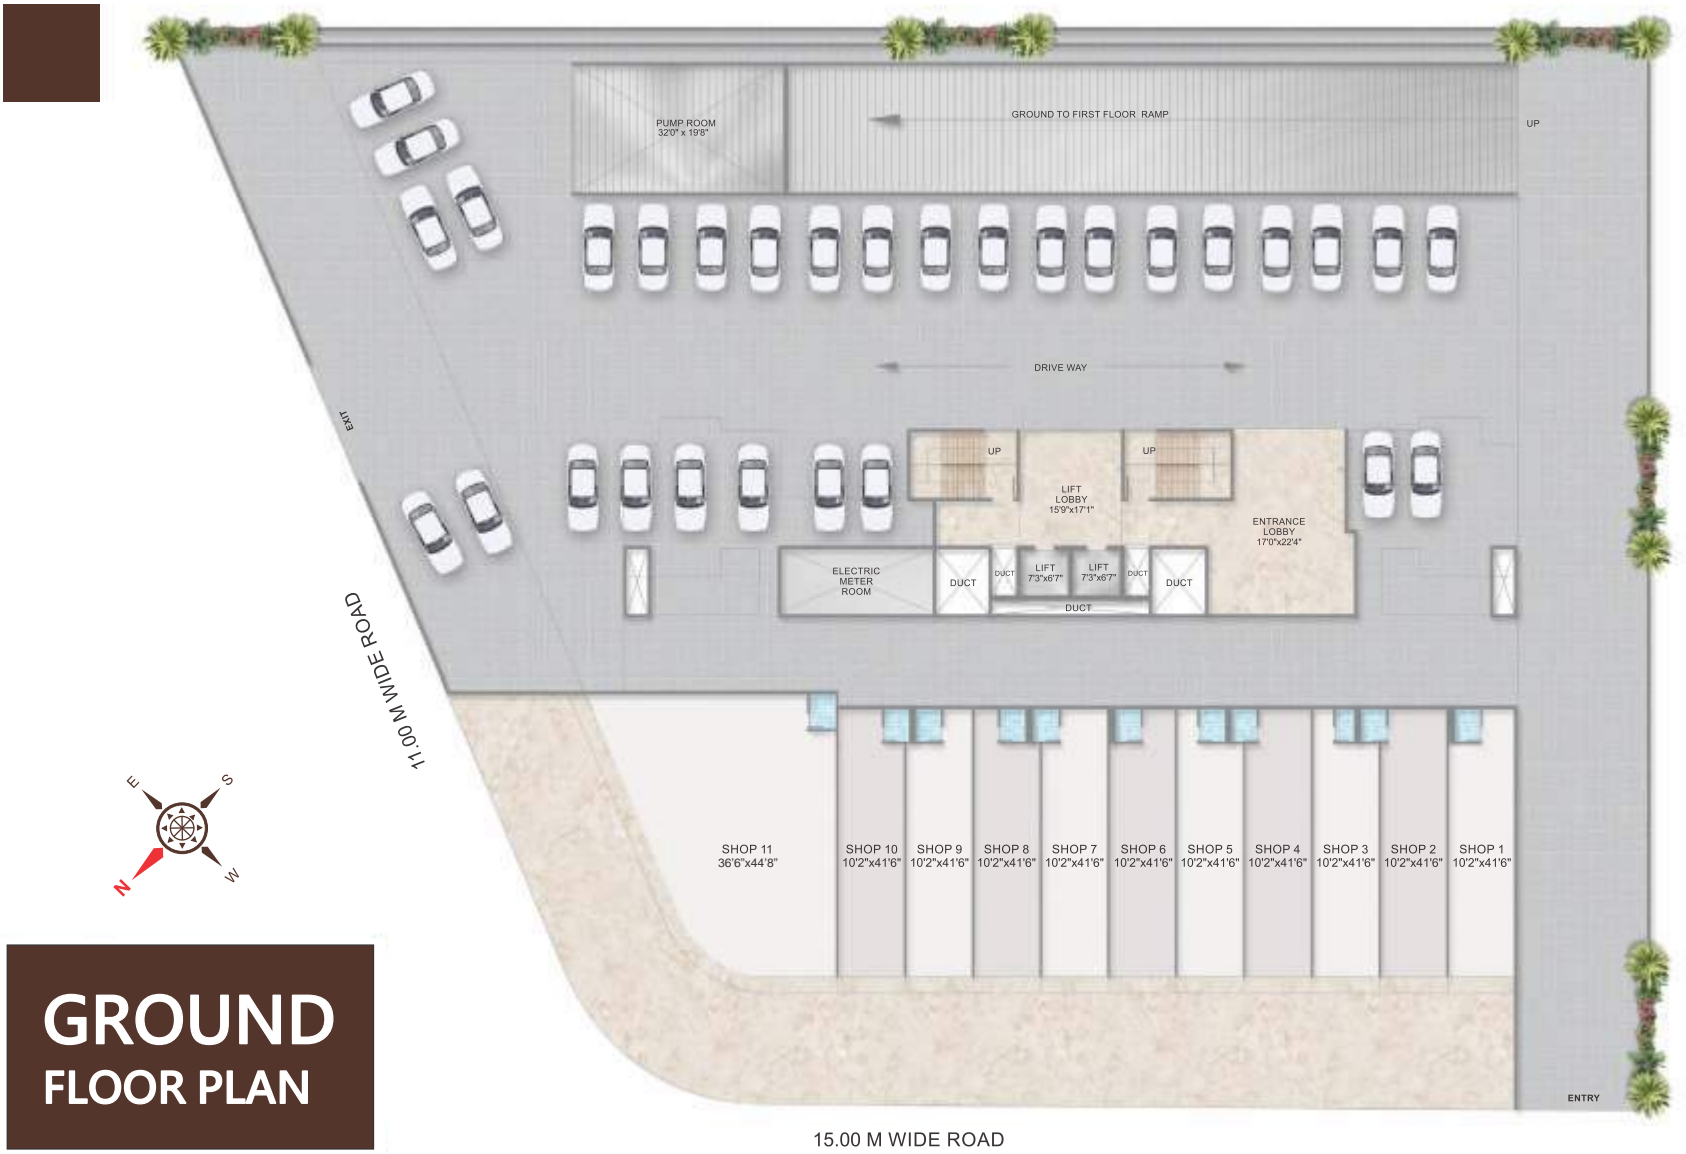 PUMP ROOM
32'0" x 19'8"
GROUND TO FIRST FLOOR RAMP
UP
DRIVE WAY
EXIT
UP
UP
LIFT
LOBBY
15'9"x17'1"
ENTRANCE
LOBBY
17'0"x22'4"
ELECTRIC
METER
ROOM
DUCT
DUCT
LIFT
7'3"x6'7"
LIFT
7'3"x6'7"
DUCT
DUCT
DUCT
11.00 M WIDE ROAD
E
S
N
W
SHOP 11
36'6"x44'8"
SHOP 10
10'2"x41'6"
SHOP 9
10'2"x41'6"
SHOP 8
10'2"x41'6"
SHOP 7
10'2"x41'6"
SHOP 6
10'2"x41'6"
SHOP 5
10'2"x41'6"
SHOP 4
10'2"x41'6"
SHOP 3
10'2"x41'6"
SHOP 2
10'2"x41'6"
SHOP 1
10'2"x41'6"
GROUND
FLOOR PLAN
ENTRY
15.00 M WIDE ROAD